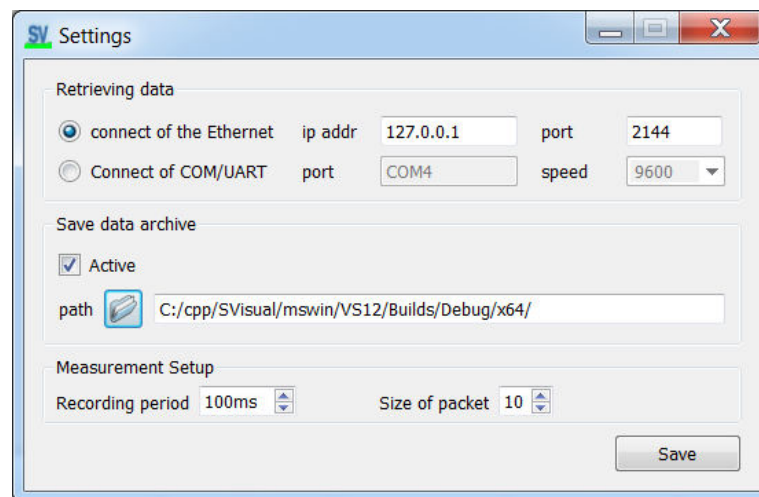 SV Settings
Retrieving data
connect of the Ethernet ip addr 127.0.0.1 port 2144
Connect of COM/UART port COM4 speed 9600
Save data archive
Active
path C:/cpp/SVisual/mswin/VS12/Builds/Debug/x64/
Measurement Setup
Recording period 100ms Size of packet 10
Save